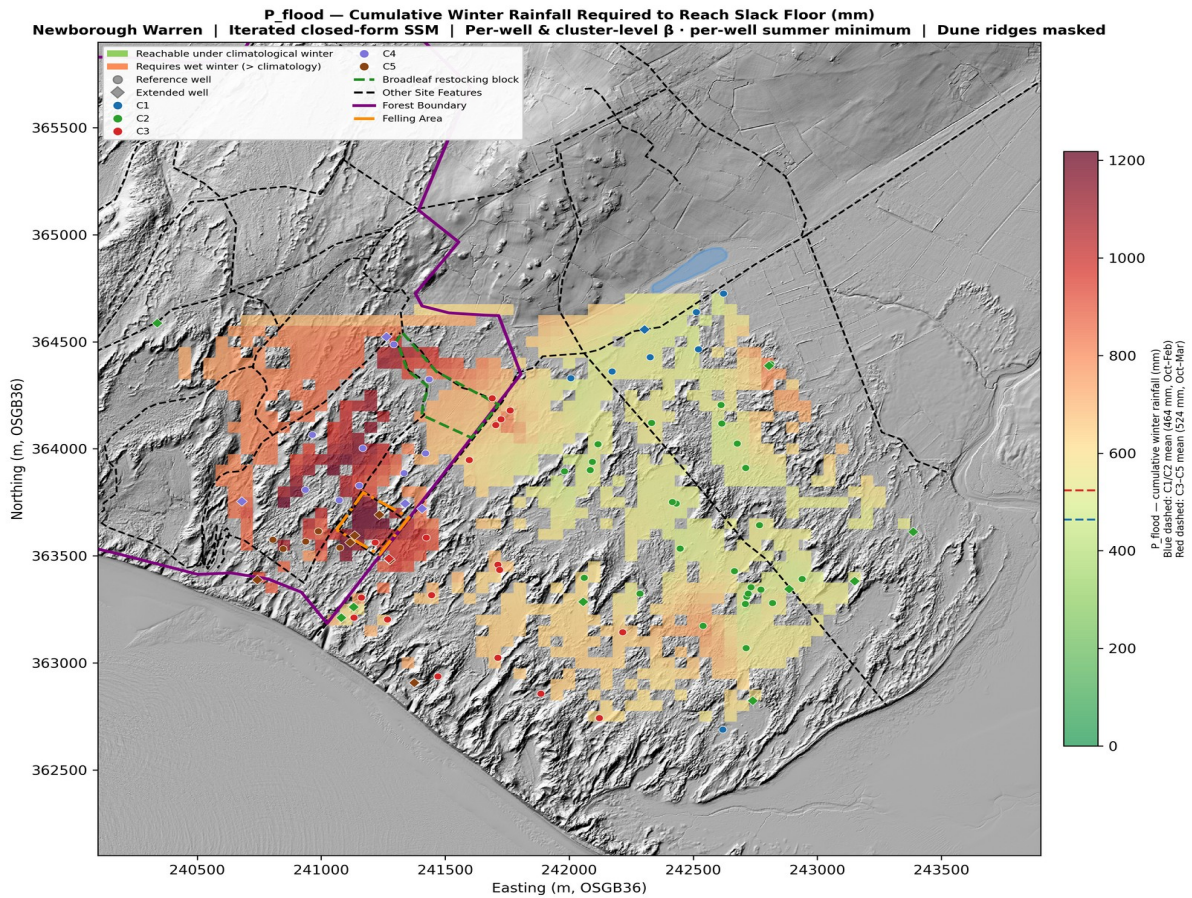 P_flood — Cumulative Winter Rainfall Required to Reach Slack Floor (mm)
Newborough Warren | Iterated closed-form SSM | Per-well & cluster-level β · per-well summer minimum | Dune ridges masked
Reachable under climatological winter
Requires wet winter (> climatology)
Reference well
Extended well
C1
C2
C3
C4
C5
Broadleaf restocking block
Other Site Features
Forest Boundary
Felling Area
365500
365000
364500
364000
363500
363000
362500
Northing (m, OSGB36)
240500
241000
241500
242000
242500
243000
243500
Easting (m, OSGB36)
1200
1000
800
600
400
200
0
P_flood — cumulative winter rainfall (mm)
Blue dashed: C1/C2 mean (464 mm, Oct-Feb)
Red dashed: C3–C5 mean (524 mm, Oct-Mar)